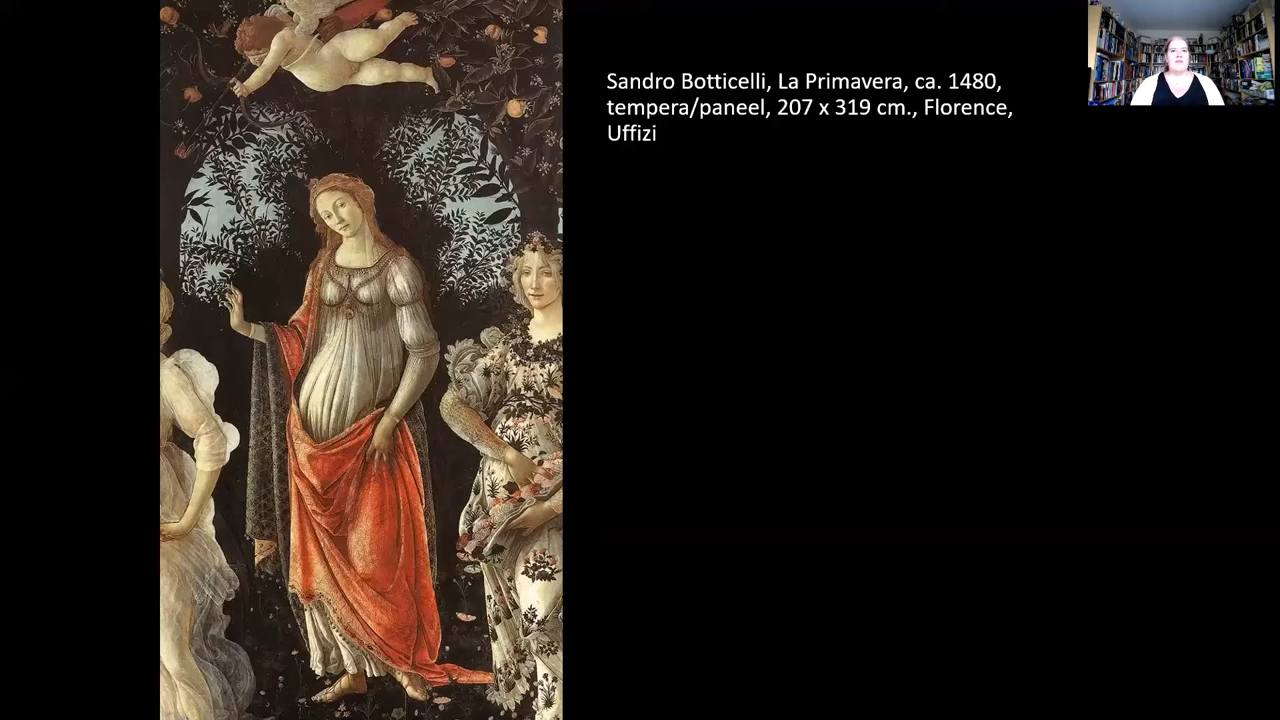 Sandro Botticelli, La Primavera, ca. 1480,
tempera/paneel, 207 x 319 cm., Florence,
Uffizi